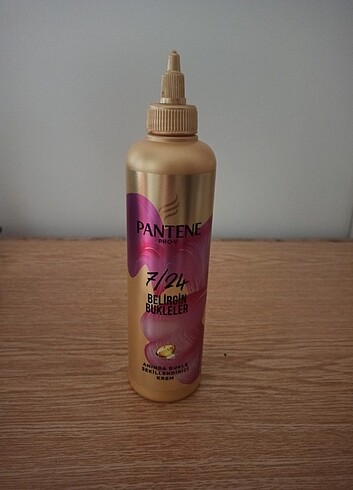 PANTENE
PRO-V
7/24
BELİRGİN
BUKLELER
ANINDA BUKLE
ŞEKİLLENDİRİCİ
KREM